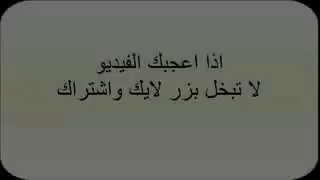 اذا اعجبك الفيديو
لا تبخل بزر لايك واشتراك